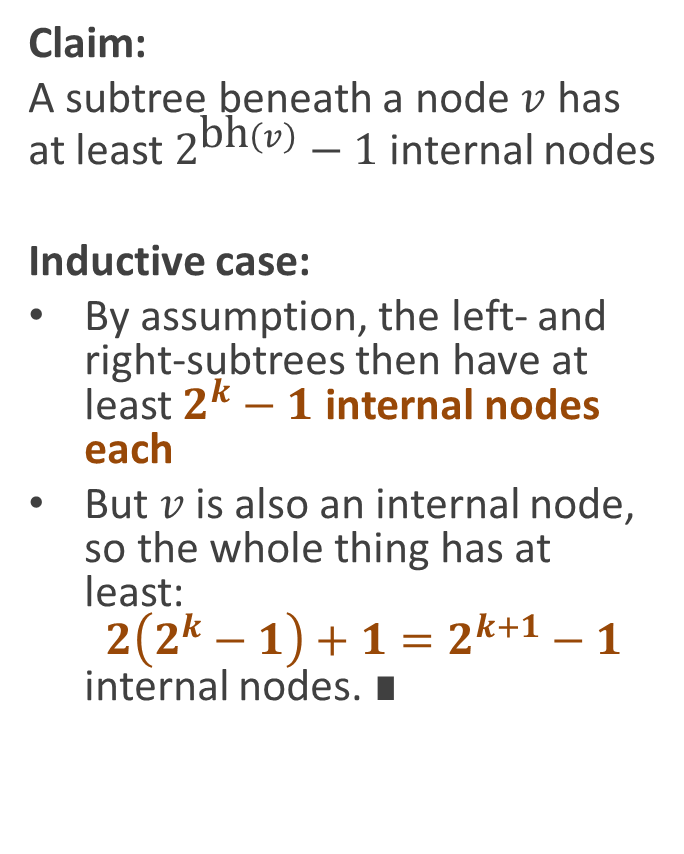 Claim:
A subtree beneath a node 𝑣 has
at least 2^bh(𝑣) − 1 internal nodes
Inductive case:
• By assumption, the left- and
right-subtrees then have at
least 𝟐^𝒌 − 𝟏 internal nodes
each
• But 𝑣 is also an internal node,
so the whole thing has at
least:
𝟐(𝟐^𝒌 − 𝟏) + 𝟏 = 𝟐^𝒌+𝟏 − 𝟏
internal nodes. ∎